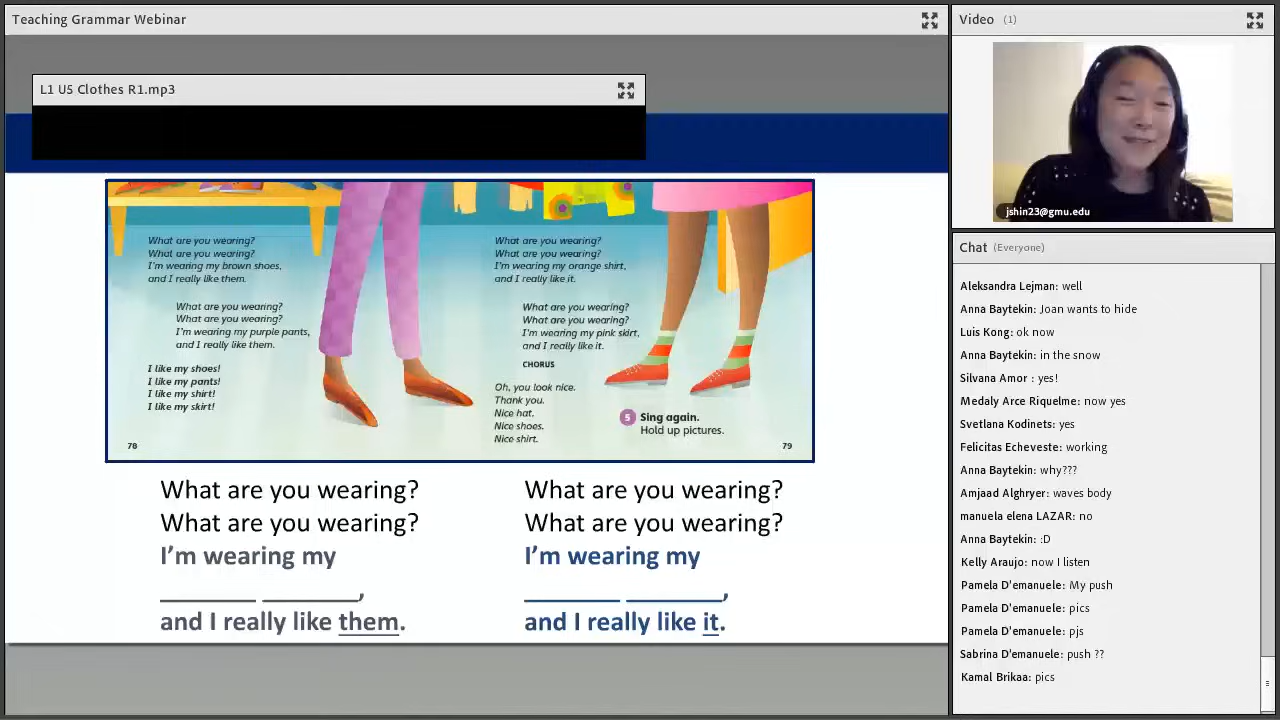 Teaching Grammar Webinar
L1 U5 Clothes R1.mp3
What are you wearing?
What are you wearing?
I'm wearing my brown shoes,
and I really like them.
What are you wearing?
What are you wearing?
I'm wearing my purple pants,
and I really like them.
I like my shoes!
I like my pants!
I like my shirt!
I like my skirt!
78
What are you wearing?
What are you wearing?
I'm wearing my orange shirt,
and I really like it.
What are you wearing?
What are you wearing?
I'm wearing my pink skirt,
and I really like it.
CHORUS
Oh, you look nice.
Thank you.
Nice hat.
Nice shoes.
Nice shirt.
5 Sing again.
Hold up pictures.
79
What are you wearing?
What are you wearing?
I'm wearing my
_______ _______,
and I really like them.
What are you wearing?
What are you wearing?
I'm wearing my
_______ _______,
and I really like it.
Video (1)
jshin23@gmu.edu
Chat (Everyone)
Aleksandra Lejman: well
Anna Baytekin: Joan wants to hide
Luis Kong: ok now
Anna Baytekin: in the snow
Silvana Amor : yes!
Medaly Arce Riquelme: now yes
Svetlana Kodinets: yes
Felicitas Echeveste: working
Anna Baytekin: why???
Amjaad Alghryer: waves body
manuela elena LAZAR: no
Anna Baytekin: :D
Kelly Araujo: now I listen
Pamela D'emanuele: My push
Pamela D'emanuele: pics
Pamela D'emanuele: pjs
Sabrina D'emanuele: push ??
Kamal Brikaa: pics